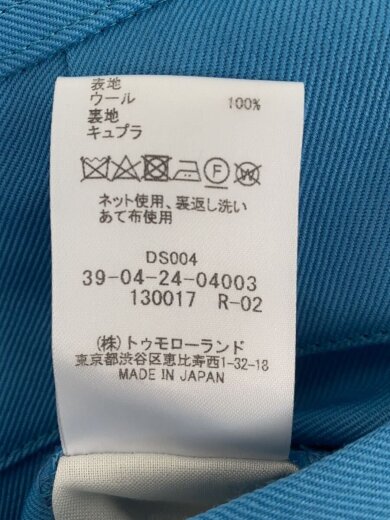 表地
ウール 100%
裏地
キュプラ
F W
ネット使用、裏返し洗い
あて布使用
DS004
39-04-24-04003
130017 R-02
(株)トゥモローランド
東京都渋谷区恵比寿西1-32-18
MADE IN JAPAN